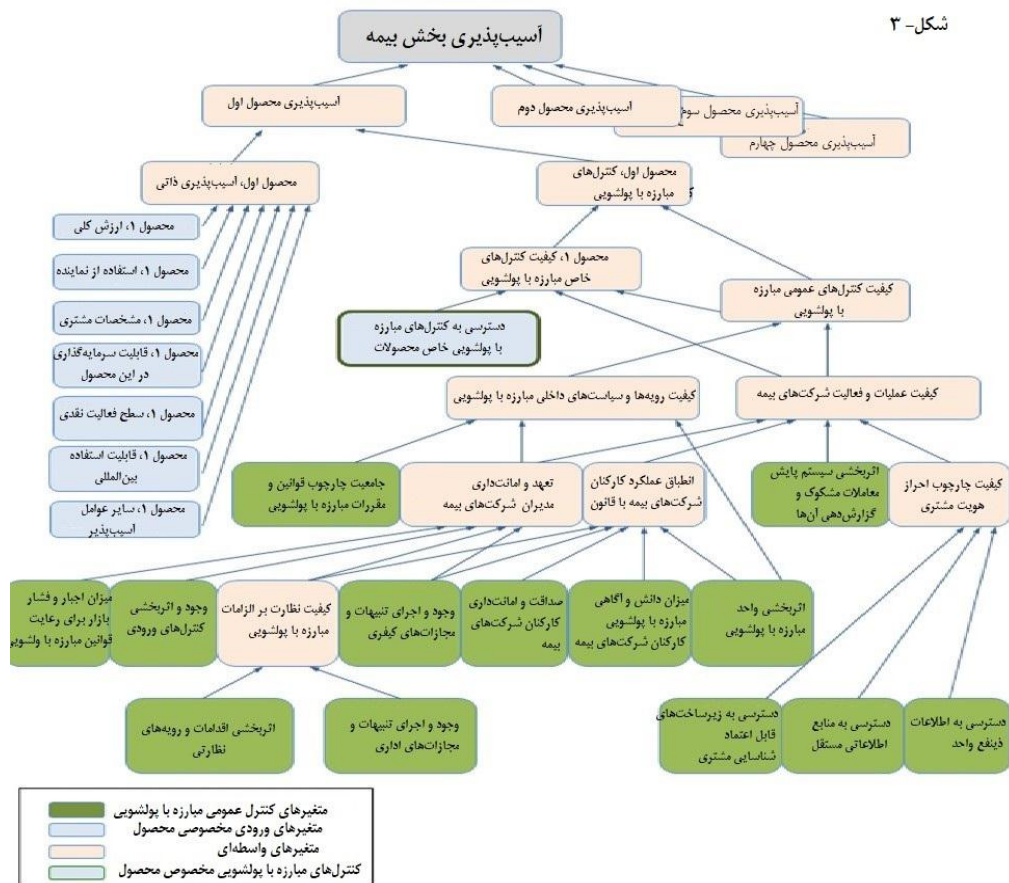 شکل- ۳
آسیب‌پذیری بخش بیمه
آسیب‌پذیری محصول اول
آسیب‌پذیری محصول دوم
آسیب‌پذیری محصول سوم
آسیب‌پذیری محصول چهارم
محصول اول، آسیب‌پذیری ذاتی
محصول اول، کنترل‌های
مبارزه با پولشویی
محصول ۱، ارزش کلی
محصول ۱، استفاده از نماینده
محصول ۱، مشخصات مشتری
محصول ۱، قابلیت سرمایه‌گذاری
در این محصول
محصول ۱، سطح فعالیت نقدی
محصول ۱، قابلیت استفاده
بین‌المللی
محصول ۱، سایر عوامل
آسیب‌پذیر
محصول ۱، کیفیت کنترل‌های
خاص مبارزه با پولشویی
کیفیت کنترل‌های عمومی مبارزه
با پولشویی
دسترسی به کنترل‌های مبارزه
با پولشویی خاص محصولات
کیفیت رویه‌ها و سیاست‌های داخلی مبارزه با پولشویی
کیفیت عملیات و فعالیت شرکت‌های بیمه
جامعیت چارچوب قوانین و
مقررات مبارزه با پولشویی
تعهد و امانت‌داری
مدیران شرکت‌های بیمه
انطباق عملکرد کارکنان
شرکت‌های بیمه با قانون
اثربخشی سیستم پایش
معاملات مشکوک و
گزارش‌دهی آن‌ها
کیفیت چارچوب احراز
هویت مشتری
میزان اجبار و فشار
بازار برای رعایت
قوانین مبارزه با ولشویی
وجود و اثربخشی
کنترل‌های ورودی
کیفیت نظارت بر الزامات
مبارزه با پولشویی
وجود و اجرای تنبیهات و
مجازات‌های کیفری
صداقت و امانت‌داری
کارکنان شرکت‌های
بیمه
میزان دانش و آگاهی
مبارزه با پولشویی
کارکنان شرکت‌های بیمه
اثربخشی واحد
مبارزه با پولشویی
اثربخشی اقدامات و رویه‌های
نظارتی
وجود و اجرای تنبیهات و
مجازات‌های اداری
دسترسی به زیرساخت‌های
قابل اعتماد
شناسایی مشتری
دسترسی به منابع
اطلاعاتی مستقل
دسترسی به اطلاعات
ذینفع واحد
متغیرهای کنترل عمومی مبارزه با پولشویی
متغیرهای ورودی مخصوصی محصول
متغیرهای واسطه‌ای
کنترل‌های مبارزه با پولشویی مخصوص محصول